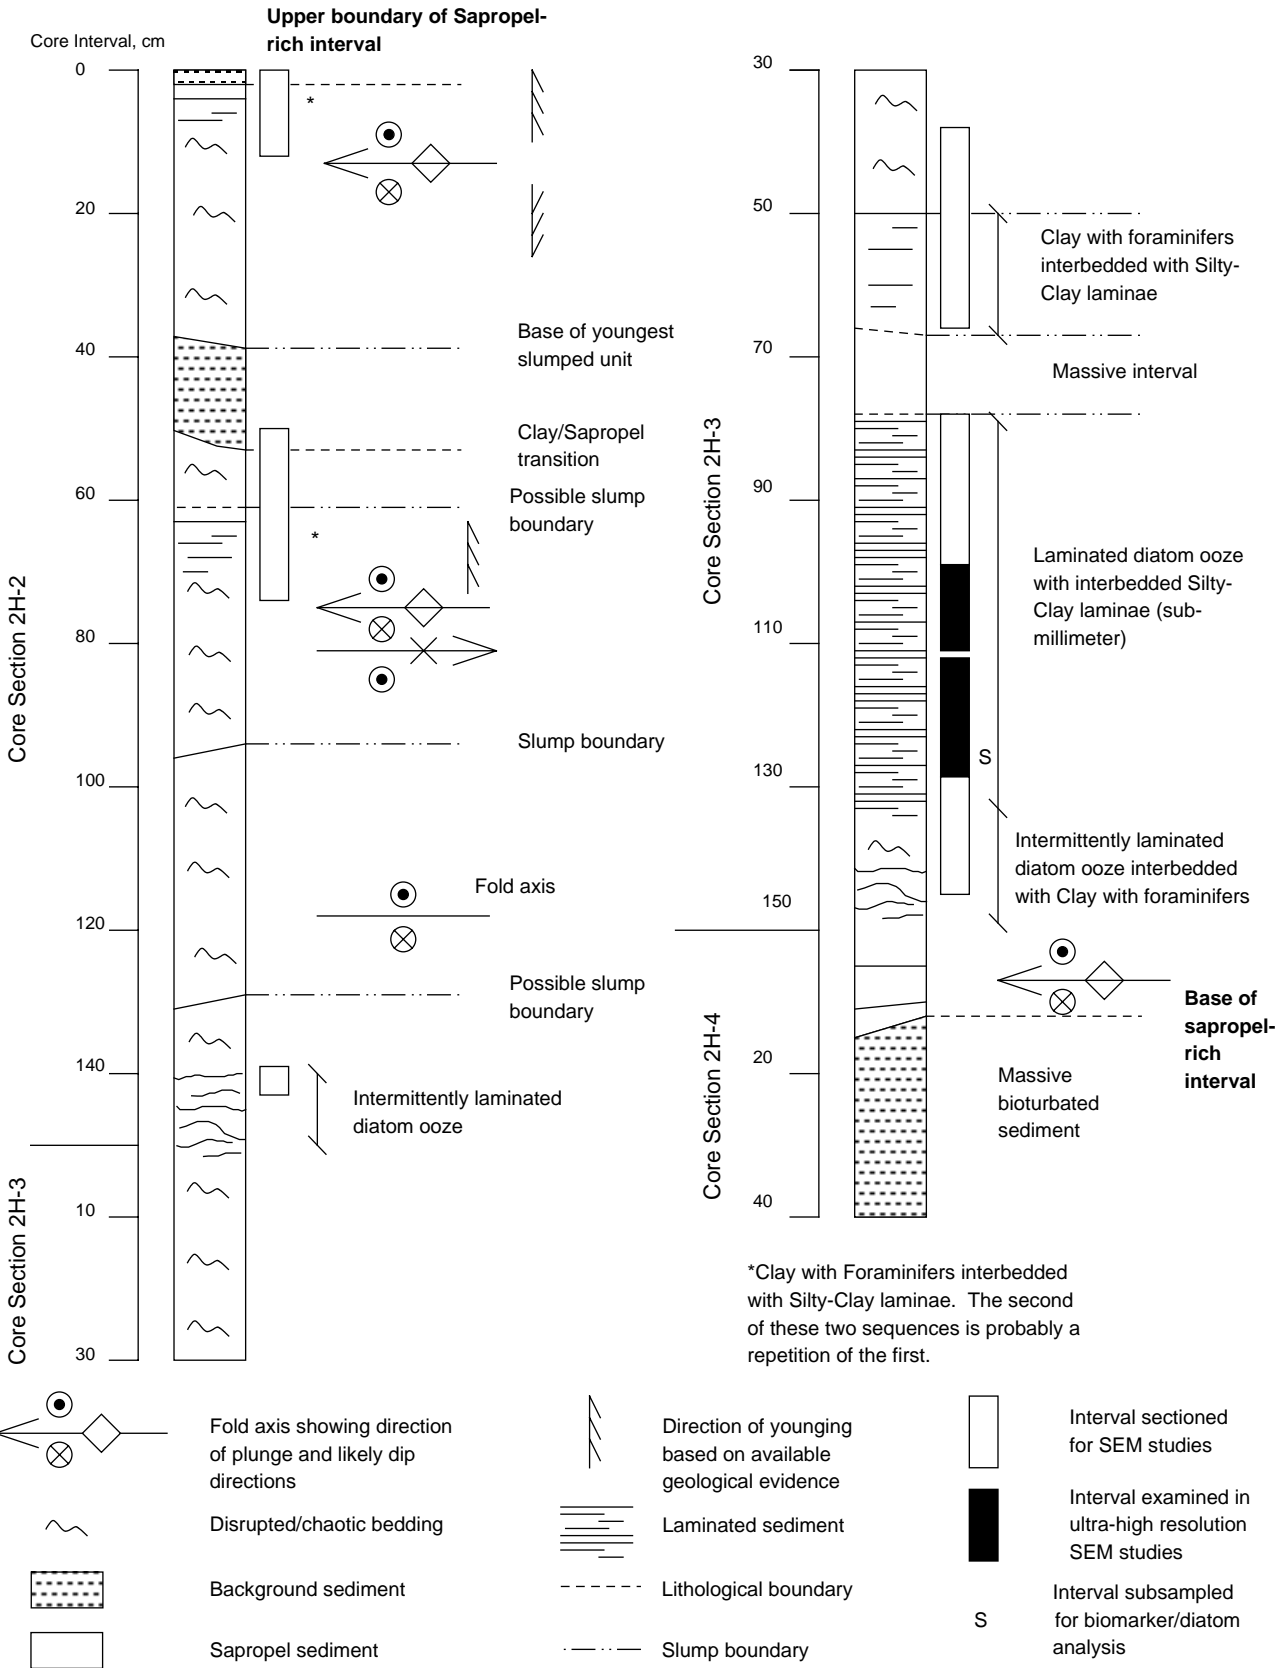 Upper boundary of Sapropel-
rich interval
Core Interval, cm
0
20
40
60
80
100
120
140
10
30
Core Section 2H-2
Core Section 2H-3
*
Base of youngest
slumped unit
Clay/Sapropel
transition
Possible slump
boundary
*
Slump boundary
Fold axis
Possible slump
boundary
Intermittently laminated
diatom ooze
30
50
70
90
110
130
150
20
40
Core Section 2H-3
Core Section 2H-4
Clay with foraminifers
interbedded with Silty-
Clay laminae
Massive interval
Laminated diatom ooze
with interbedded Silty-
Clay laminae (sub-
millimeter)
S
Intermittently laminated
diatom ooze interbedded
with Clay with foraminifers
Base of
sapropel-
rich
interval
Massive
bioturbated
sediment
*Clay with Foraminifers interbedded
with Silty-Clay laminae. The second
of these two sequences is probably a
repetition of the first.
Fold axis showing direction
of plunge and likely dip
directions
Disrupted/chaotic bedding
Background sediment
Sapropel sediment
Direction of younging
based on available
geological evidence
Laminated sediment
Lithological boundary
Slump boundary
Interval sectioned
for SEM studies
Interval examined in
ultra-high resolution
SEM studies
S
Interval subsampled
for biomarker/diatom
analysis